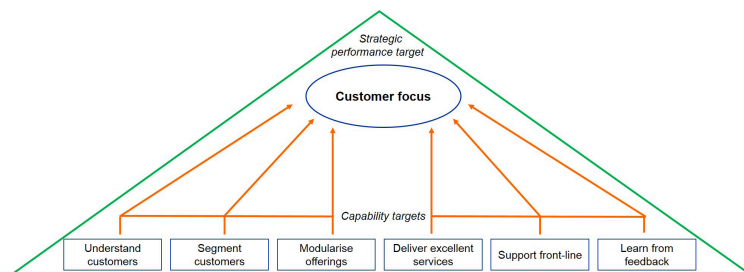 Strategic
performance target
Customer focus
Capability targets
Understand
customers
Segment
customers
Modularise
offerings
Deliver excellent
services
Support front-line
Learn from
feedback